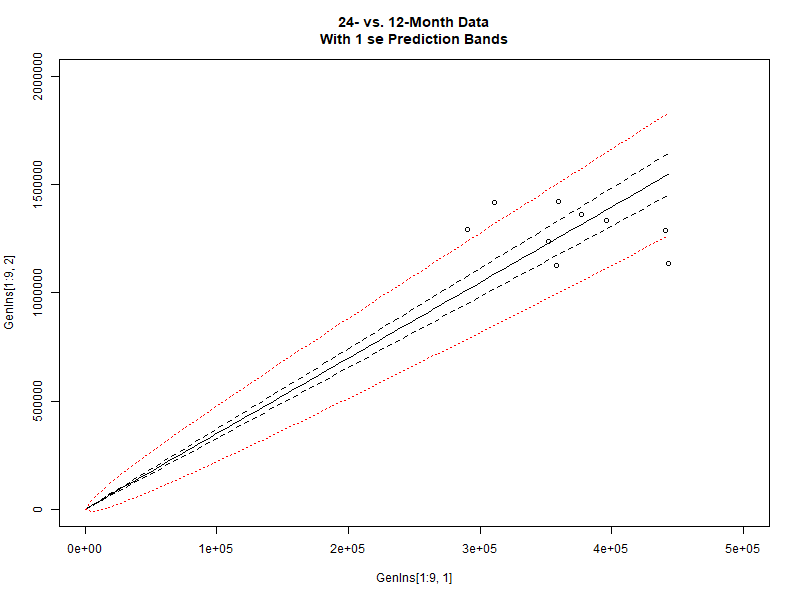 24- vs. 12-Month Data
With 1 se Prediction Bands
2000000
1500000
1000000
500000
0
GenIns[1:9, 2]
0e+00 1e+05 2e+05 3e+05 4e+05 5e+05
GenIns[1:9, 1]